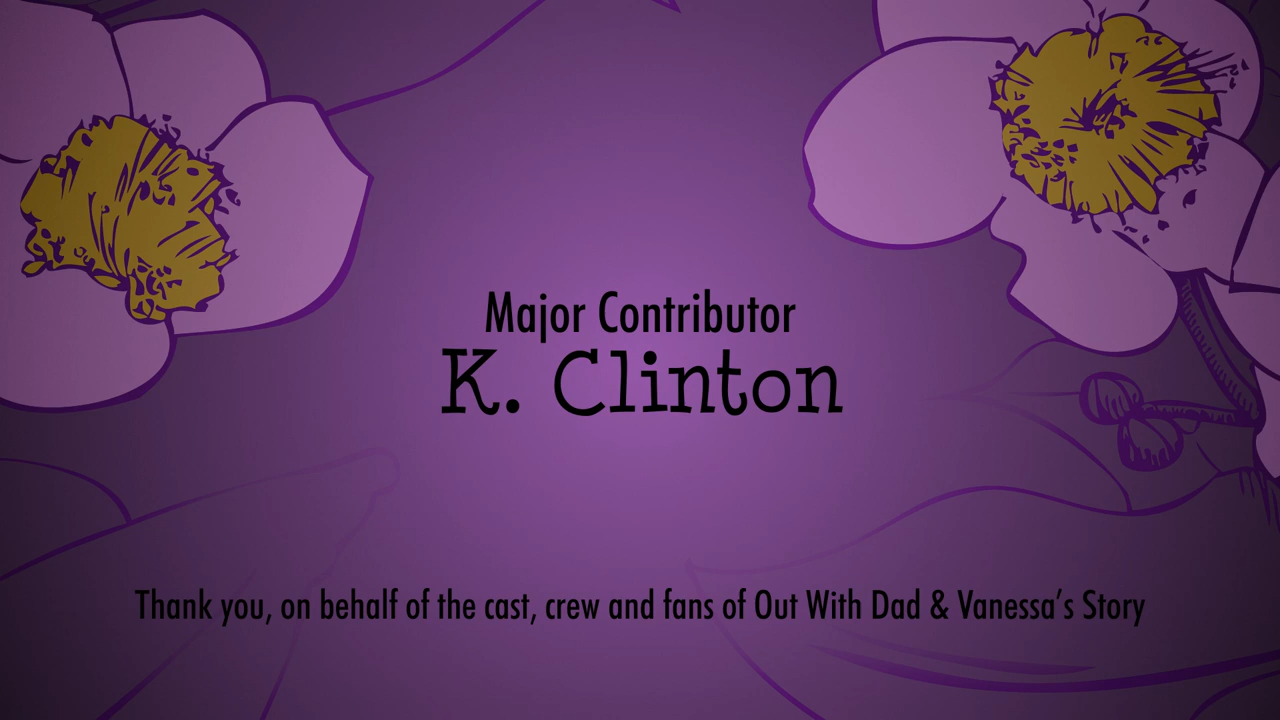 Major Contributor
K. Clinton
Thank you, on behalf of the cast, crew and fans of Out With Dad & Vanessa’s Story